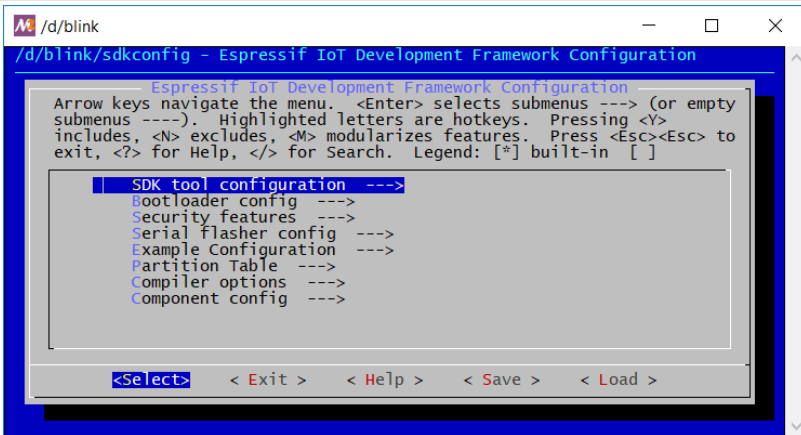 /d/blink
/d/blink/sdkconfig - Espressif IoT Development Framework Configuration
Espressif IoT Development Framework Configuration
Arrow keys navigate the menu. <Enter> selects submenus ---> (or empty
submenus ----). Highlighted letters are hotkeys. Pressing <Y>
includes, <N> excludes, <M> modularizes features. Press <Esc><Esc> to
exit, <?> for Help, </> for Search. Legend: [*] built-in [ ]
SDK tool configuration --->
Bootloader config --->
Security features --->
Serial flasher config --->
Example Configuration --->
Partition Table --->
Compiler options --->
Component config --->
<Select> < Exit > < Help > < Save > < Load >